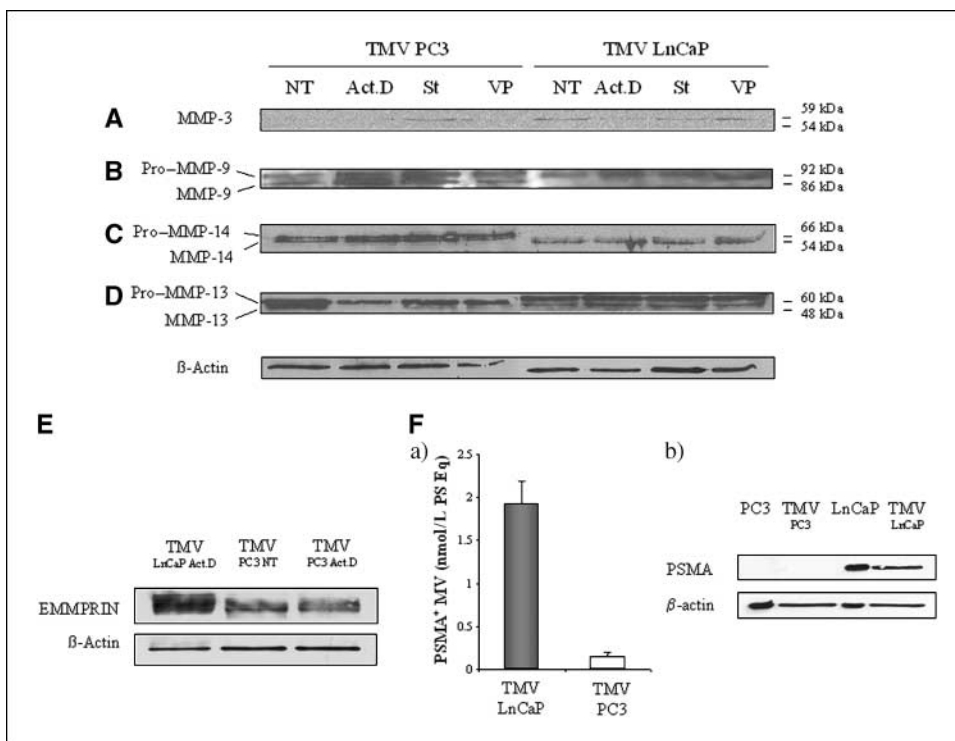 TMV PC3 TMV LnCaP
NT Act.D St VP NT Act.D St VP
A MMP-3 59 kDa
54 kDa
B Pro–MMP-9 92 kDa
MMP-9 86 kDa
C Pro–MMP-14 66 kDa
MMP-14 54 kDa
D Pro–MMP-13 60 kDa
MMP-13 48 kDa
ß-Actin
E
TMV TMV TMV
LnCaP Act.D PC3 NT PC3 Act.D
EMMPRIN
ß-Actin
F
a)
PSMA⁺ MV (nmol/L PS Eq)
2.5
2
1.5
1
0.5
0
TMV TMV
LnCaP PC3
b)
PC3 TMV LnCaP TMV
PC3 LnCaP
PSMA
β-actin